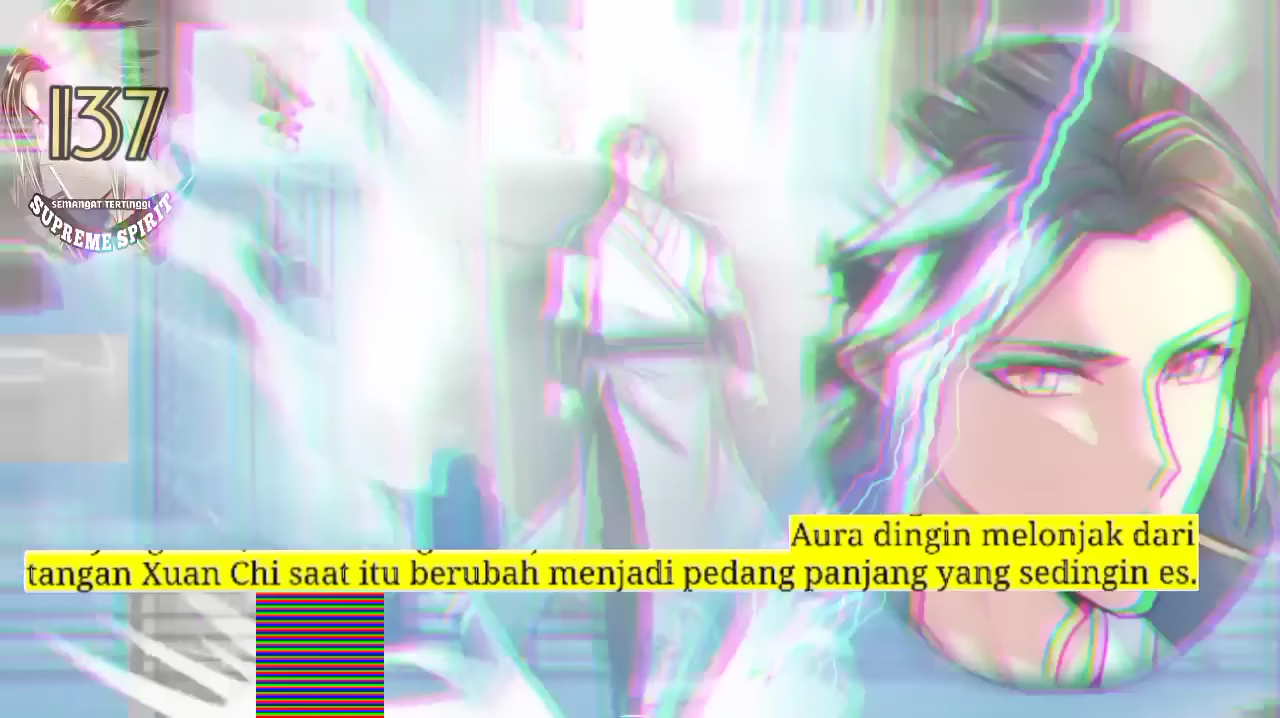 137
SEMANGAT TERTINGGI
SUPREME SPIRIT
Aura dingin melonjak dari
tangan Xuan Chi saat itu berubah menjadi pedang panjang yang sedingin es.